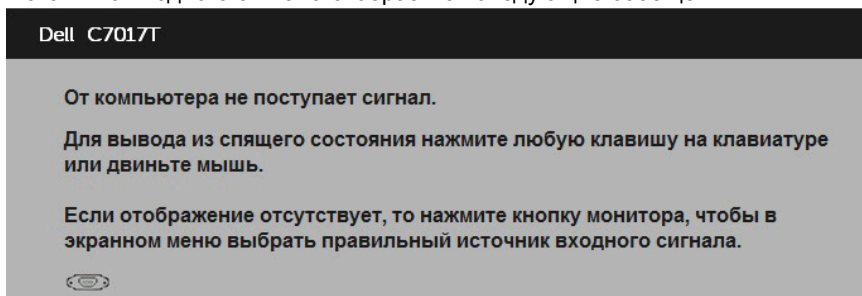 Dell C7017T
От компьютера не поступает сигнал.
Для вывода из спящего состояния нажмите любую клавишу на клавиатуре
или двиньте мышь.
Если отображение отсутствует, то нажмите кнопку монитора, чтобы в
экранном меню выбрать правильный источник входного сигнала.